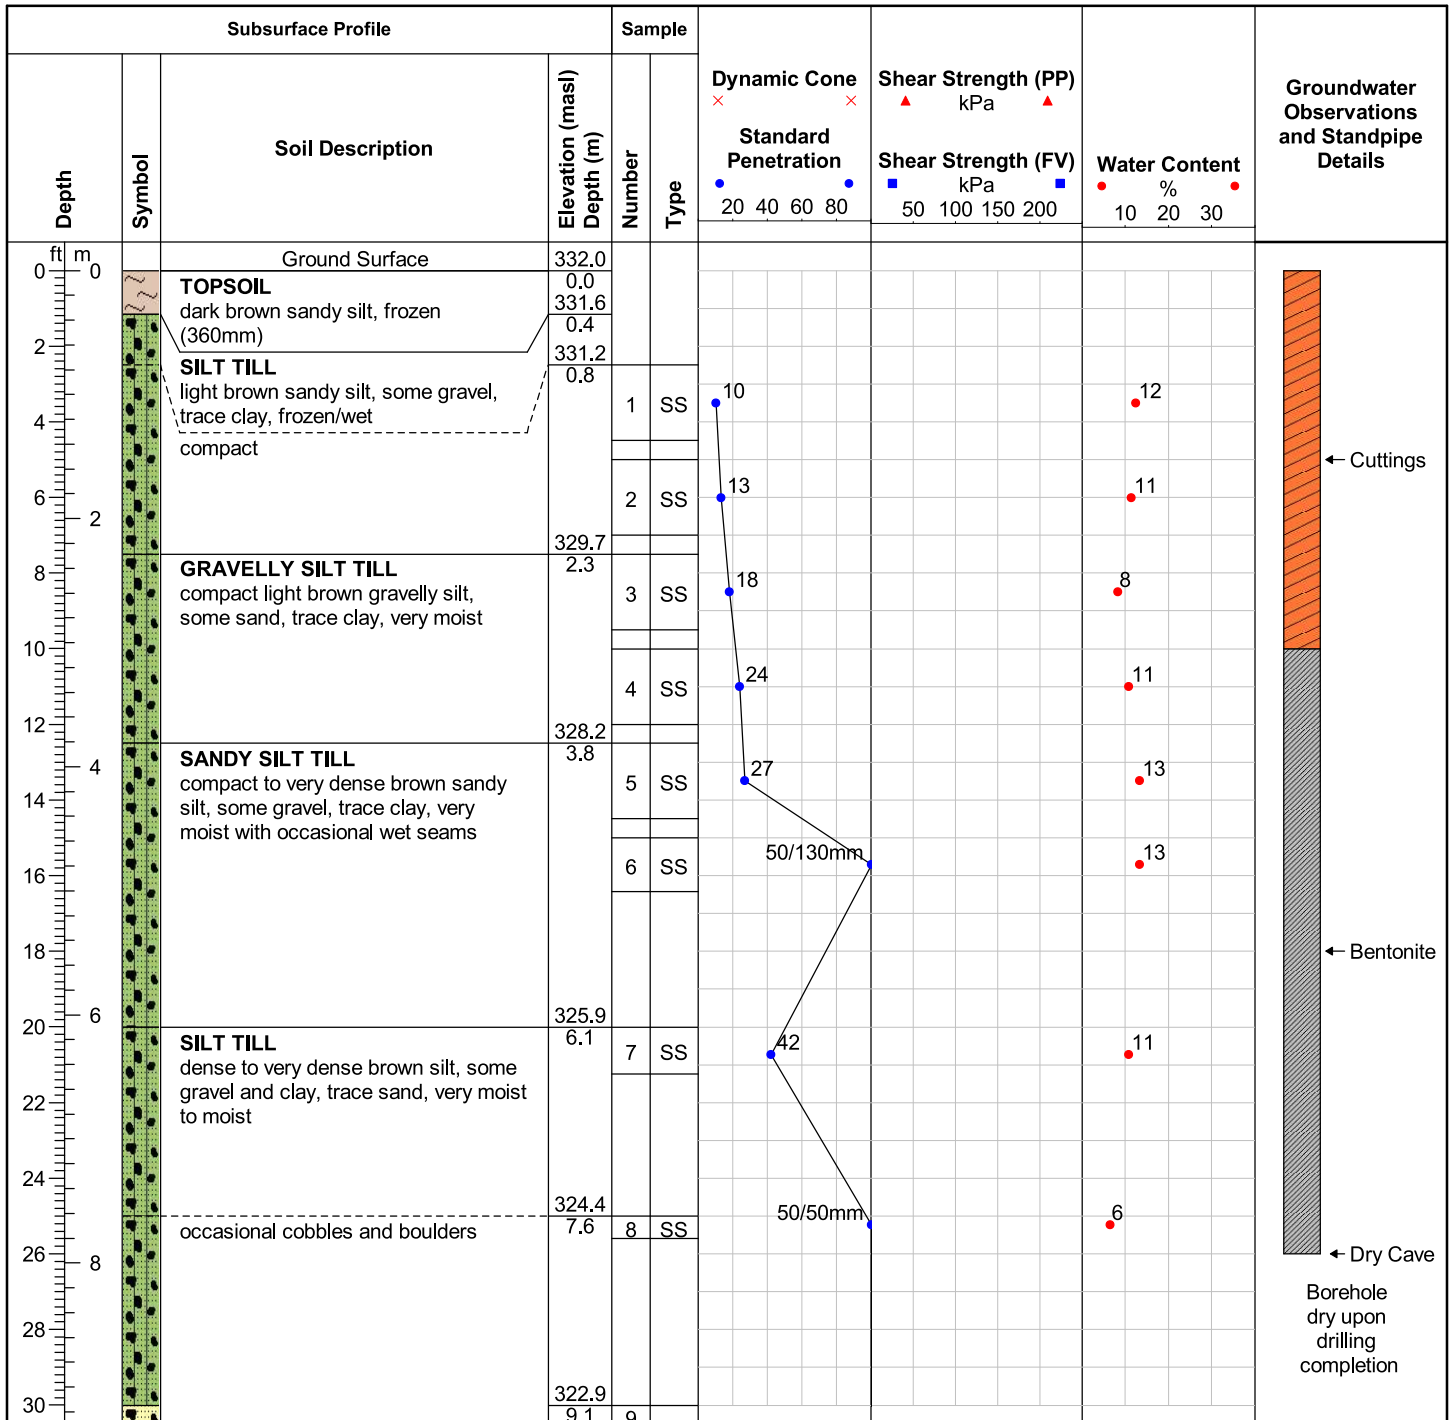 Subsurface Profile
Sample
Depth
Symbol
Soil Description
Elevation (masl)
Depth (m)
Number
Type
Dynamic Cone
Standard
Penetration
20 40 60 80
Shear Strength (PP)
kPa
Shear Strength (FV)
kPa
50 100 150 200
Water Content
%
10 20 30
Groundwater
Observations
and Standpipe
Details
ft m
0 0
2
4
6
2
8
10
12
4
14
16
18
6
20
22
24
26
8
28
30
Ground Surface
332.0
0.0
TOPSOIL
dark brown sandy silt, frozen
(360mm)
331.6
0.4
SILT TILL
light brown sandy silt, some gravel,
trace clay, frozen/wet
331.2
0.8
compact
329.7
2.3
GRAVELLY SILT TILL
compact light brown gravelly silt,
some sand, trace clay, very moist
328.2
3.8
SANDY SILT TILL
compact to very dense brown sandy
silt, some gravel, trace clay, very
moist with occasional wet seams
325.9
6.1
SILT TILL
dense to very dense brown silt, some
gravel and clay, trace sand, very moist
to moist
324.4
7.6
occasional cobbles and boulders
322.9
9.1
1 SS 10 12
2 SS 13 11
3 SS 18 8
4 SS 24 11
5 SS 27 13
6 SS 50/130mm 13
7 SS 42 11
8 SS 50/50mm 6
9
Cuttings
Bentonite
Dry Cave
Borehole
dry upon
drilling
completion